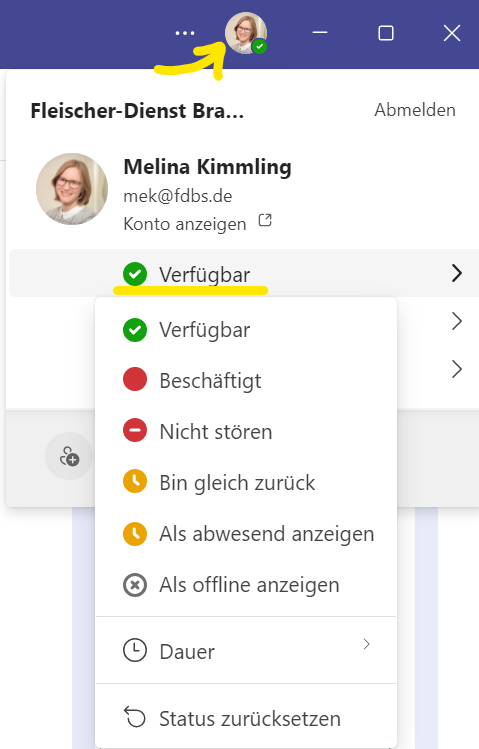 Fleischer-Dienst Bra...
Abmelden
Melina Kimmling
mek@fdbs.de
Konto anzeigen
Verfügbar
Verfügbar
Beschäftigt
Nicht stören
Bin gleich zurück
Als abwesend anzeigen
Als offline anzeigen
Dauer
Status zurücksetzen